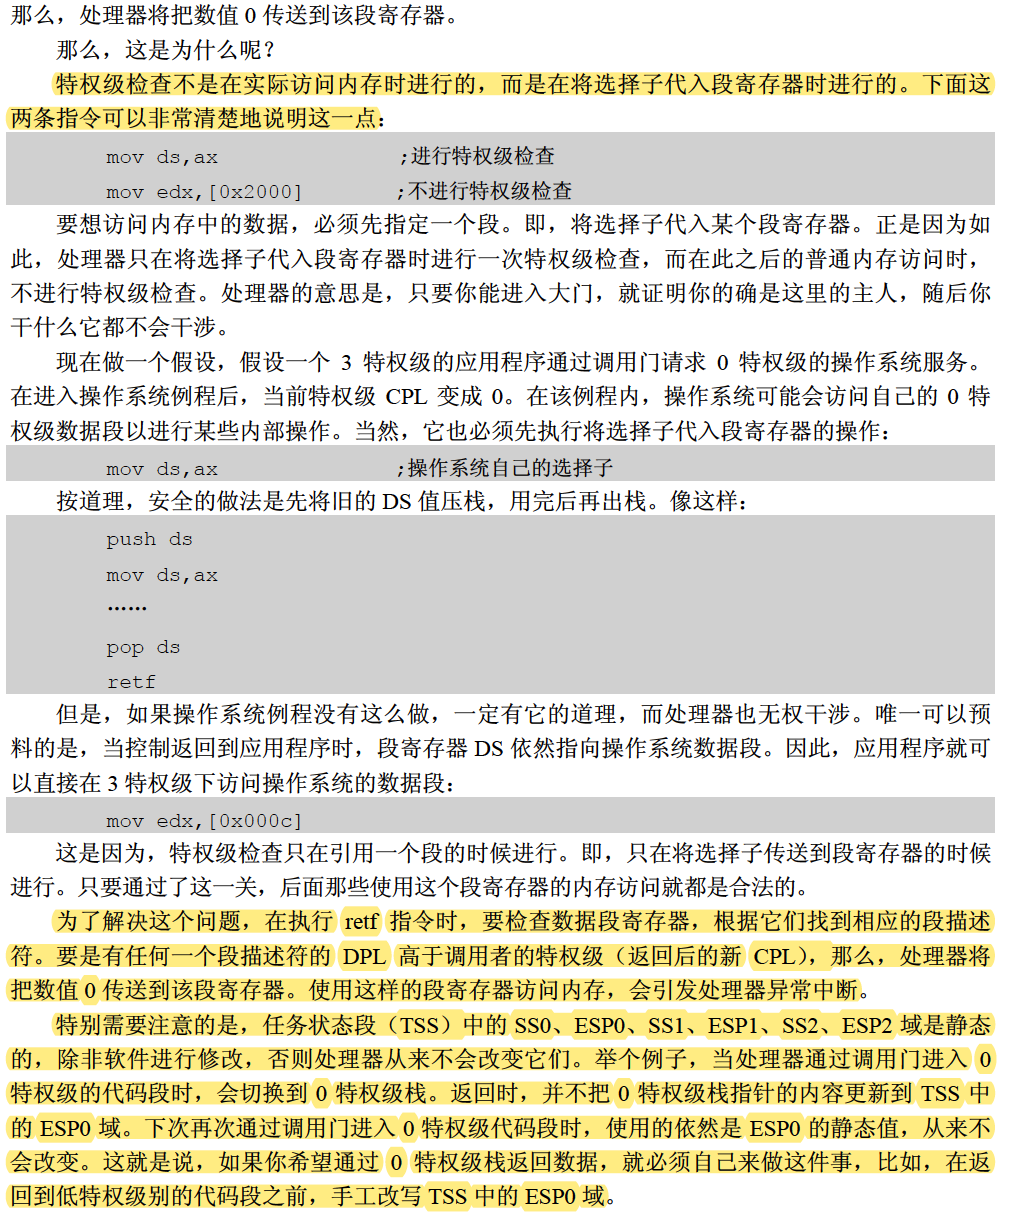 那么，处理器将把数值 0 传送到该段寄存器。
那么，这是为什么呢？
特权级检查不是在实际访问内存时进行的，而是在将选择子代入段寄存器时进行的。下面这
两条指令可以非常清楚地说明这一点：
mov ds,ax ;进行特权级检查
mov edx,[0x2000] ;不进行特权级检查
要想访问内存中的数据，必须先指定一个段。即，将选择子代入某个段寄存器。正是因为如
此，处理器只在将选择子代入段寄存器时进行一次特权级检查，而在此之后的普通内存访问时，
不进行特权级检查。处理器的意思是，只要你能进入大门，就证明你的确是这里的主人，随后你
干什么它都不会干涉。
现在做一个假设，假设一个 3 特权级的应用程序通过调用门请求 0 特权级的操作系统服务。
在进入操作系统例程后，当前特权级 CPL 变成 0。在该例程内，操作系统可能会访问自己的 0 特
权级数据段以进行某些内部操作。当然，它也必须先执行将选择子代入段寄存器的操作：
mov ds,ax ;操作系统自己的选择子
按道理，安全的做法是先将旧的 DS 值压栈，用完后再出栈。像这样：
push ds
mov ds,ax
……
pop ds
retf
但是，如果操作系统例程没有这么做，一定有它的道理，而处理器也无权干涉。唯一可以预
料的是，当控制返回到应用程序时，段寄存器 DS 依然指向操作系统数据段。因此，应用程序就可
以直接在 3 特权级下访问操作系统的数据段：
mov edx,[0x000c]
这是因为，特权级检查只在引用一个段的时候进行。即，只在将选择子传送到段寄存器的时候
进行。只要通过了这一关，后面那些使用这个段寄存器的内存访问就都是合法的。
为了解决这个问题，在执行 retf 指令时，要检查数据段寄存器，根据它们找到相应的段描述
符。要是有任何一个段描述符的 DPL 高于调用者的特权级（返回后的新 CPL），那么，处理器将
把数值 0 传送到该段寄存器。使用这样的段寄存器访问内存，会引发处理器异常中断。
特别需要注意的是，任务状态段（TSS）中的 SS0、ESP0、SS1、ESP1、SS2、ESP2 域是静态
的，除非软件进行修改，否则处理器从来不会改变它们。举个例子，当处理器通过调用门进入 0
特权级的代码段时，会切换到 0 特权级栈。返回时，并不把 0 特权级栈指针的内容更新到 TSS 中
的 ESP0 域。下次再次通过调用门进入 0 特权级代码段时，使用的依然是 ESP0 的静态值，从来不
会改变。这就是说，如果你希望通过 0 特权级栈返回数据，就必须自己来做这件事，比如，在返
回到低特权级别的代码段之前，手工改写 TSS 中的 ESP0 域。